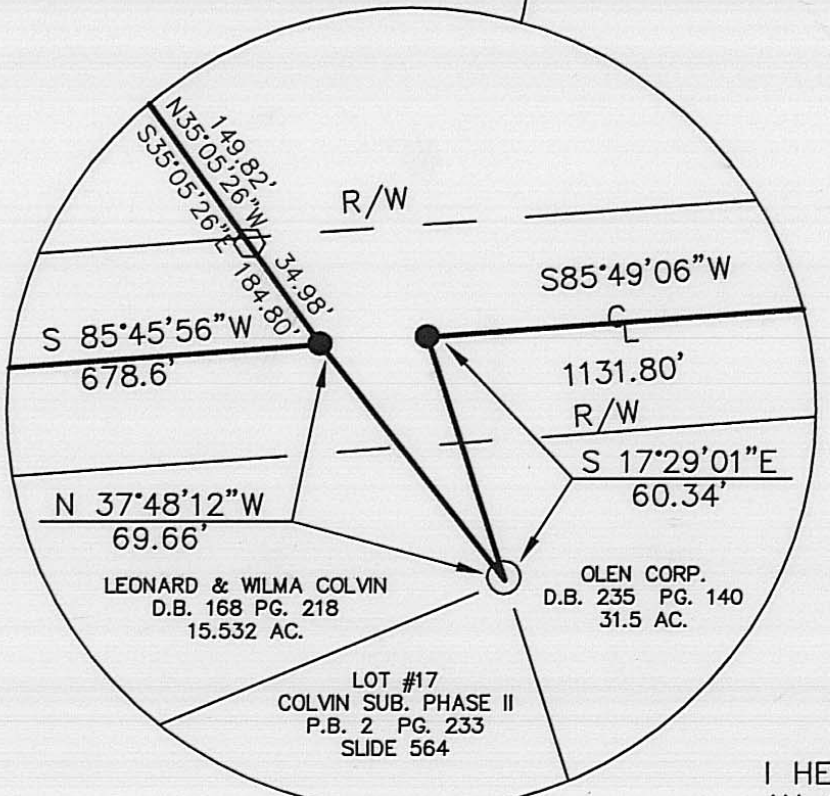 149.82'
N35°05'26"W
S35°05'26"E
34.98'
184.80'
R/W
S85°49'06"W
CL
1131.80'
S 85°45'56"W
678.6'
R/W
S 17°29'01"E
60.34'
N 37°48'12"W
69.66'
LEONARD & WILMA COLVIN
D.B. 168 PG. 218
15.532 AC.
OLEN CORP.
D.B. 235 PG. 140
31.5 AC.
LOT #17
COLVIN SUB. PHASE II
P.B. 2 PG. 233
SLIDE 564
I HE